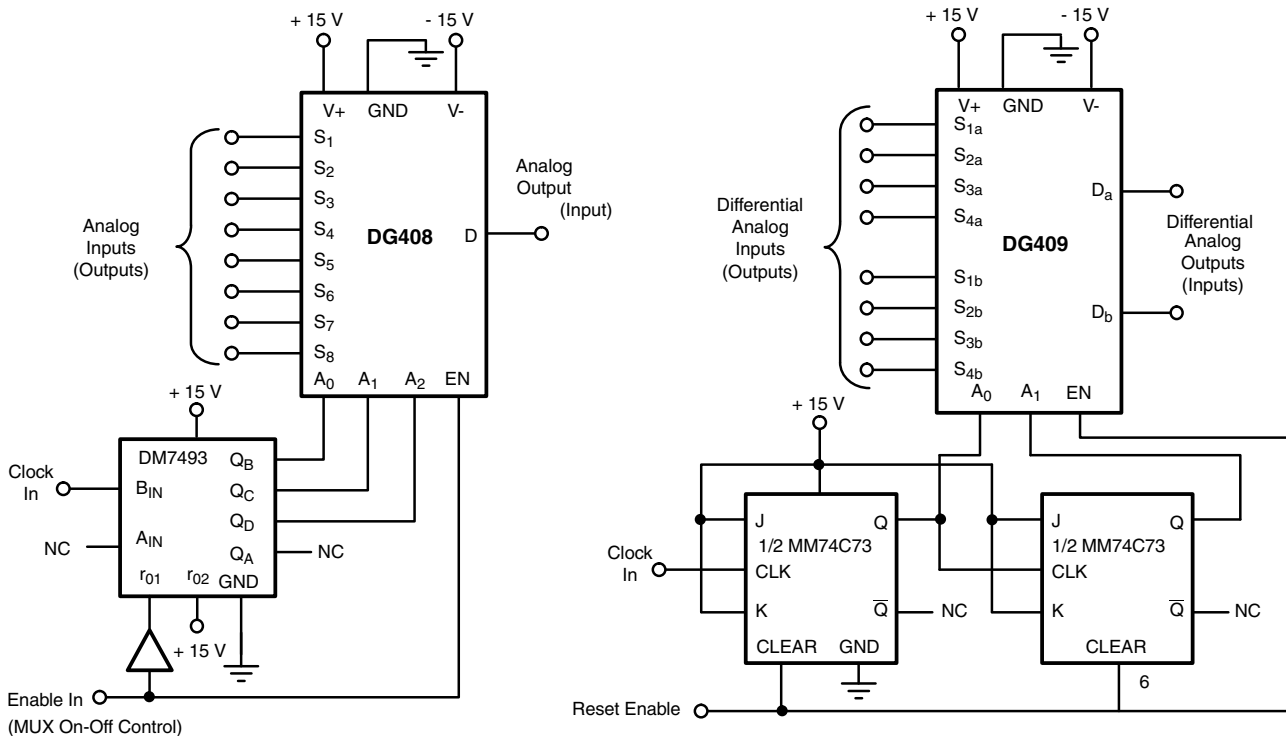 + 15 V
- 15 V
V+
GND
V-
S1
S2
S3
S4
S5
S6
S7
S8
Analog
Inputs
(Outputs)
DG408
D
Analog
Output
(Input)
A0
A1
A2
EN
+ 15 V
DM7493
QB
QC
QD
QA
BIN
AIN
Clock
In
NC
NC
r01
r02
GND
+ 15 V
Enable In
(MUX On-Off Control)
+ 15 V
- 15 V
V+
GND
V-
S1a
S2a
S3a
S4a
S1b
S2b
S3b
S4b
Differential
Analog
Inputs
(Outputs)
DG409
Da
Db
Differential
Analog
Outputs
(Inputs)
A0
A1
EN
+ 15 V
J
Q
1/2 MM74C73
CLK
K
Q̅
NC
CLEAR
GND
Clock
In
J
Q
1/2 MM74C73
CLK
K
Q̅
NC
CLEAR
6
Reset Enable